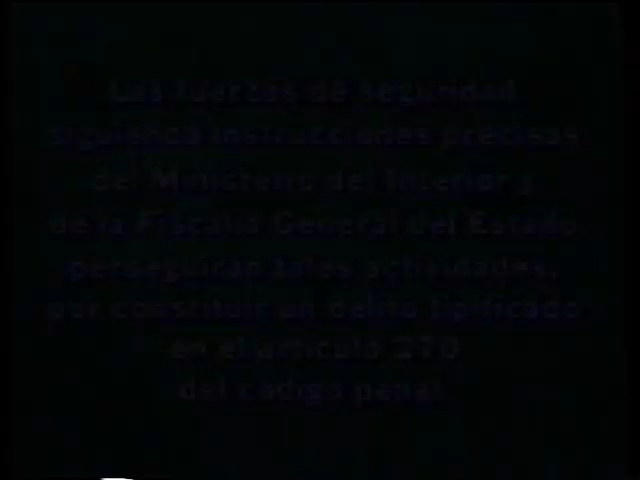 Las fuerzas de seguridad,
siguiendo instrucciones precisas
del Ministerio del Interior y
de la Fiscalía General del Estado,
perseguirán tales actividades,
por constituir un delito tipificado
en el artículo 270
del código penal.